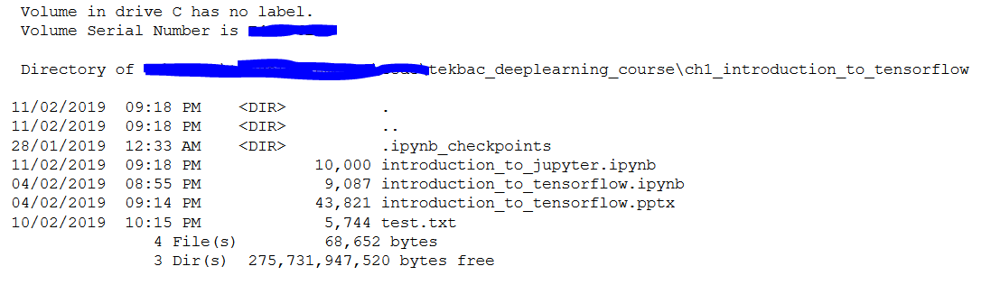 Volume in drive C has no label.
Volume Serial Number is
Directory of tekbac_deeplearning_course\ch1_introduction_to_tensorflow
11/02/2019  09:18 PM    <DIR>          .
11/02/2019  09:18 PM    <DIR>          ..
28/01/2019  12:33 AM    <DIR>          .ipynb_checkpoints
11/02/2019  09:18 PM            10,000 introduction_to_jupyter.ipynb
04/02/2019  08:55 PM             9,087 introduction_to_tensorflow.ipynb
04/02/2019  09:14 PM            43,821 introduction_to_tensorflow.pptx
10/02/2019  10:15 PM             5,744 test.txt
4 File(s)         68,652 bytes
3 Dir(s)  275,731,947,520 bytes free